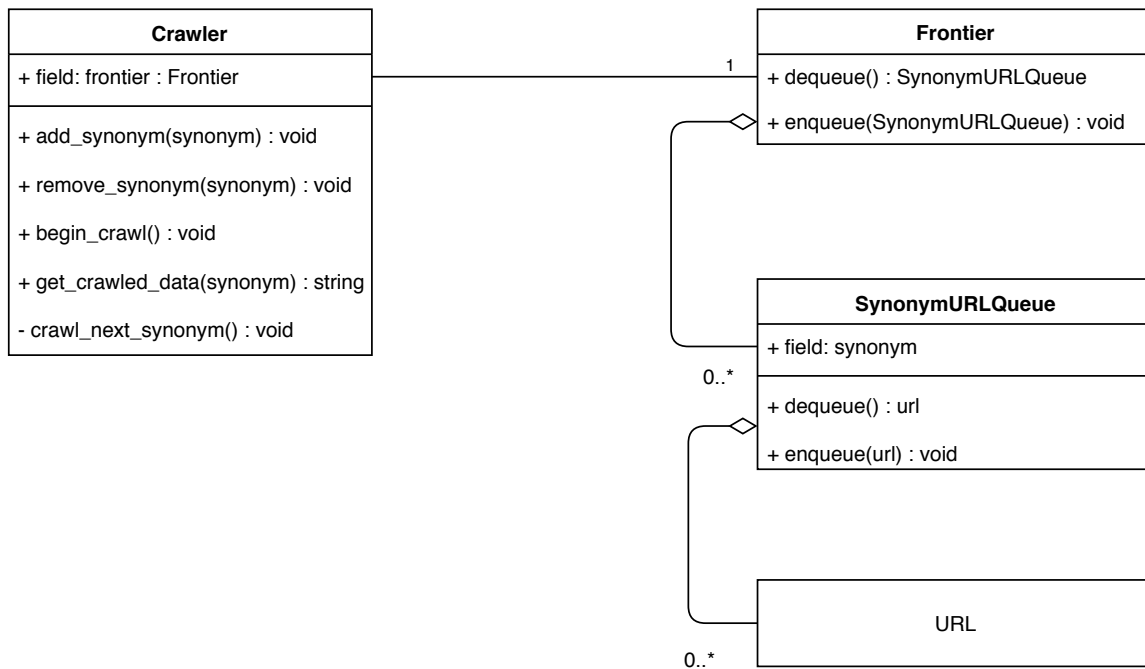 Crawler
+ field: frontier : Frontier
+ add_synonym(synonym) : void
+ remove_synonym(synonym) : void
+ begin_crawl() : void
+ get_crawled_data(synonym) : string
- crawl_next_synonym() : void
1
Frontier
+ dequeue() : SynonymURLQueue
+ enqueue(SynonymURLQueue) : void
SynonymURLQueue
+ field: synonym
0..*
+ dequeue() : url
+ enqueue(url) : void
URL
0..*